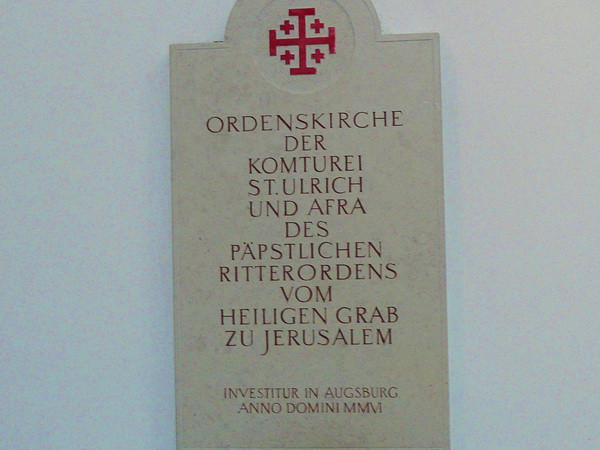 ORDENSKIRCHE
DER
KOMTUREI
ST. ULRICH
UND AFRA
DES
PÄPSTLICHEN
RITTERORDENS
VOM
HEILIGEN GRAB
ZU JERUSALEM
INVESTITUR IN AUGSBURG
ANNO DOMINI MMVI